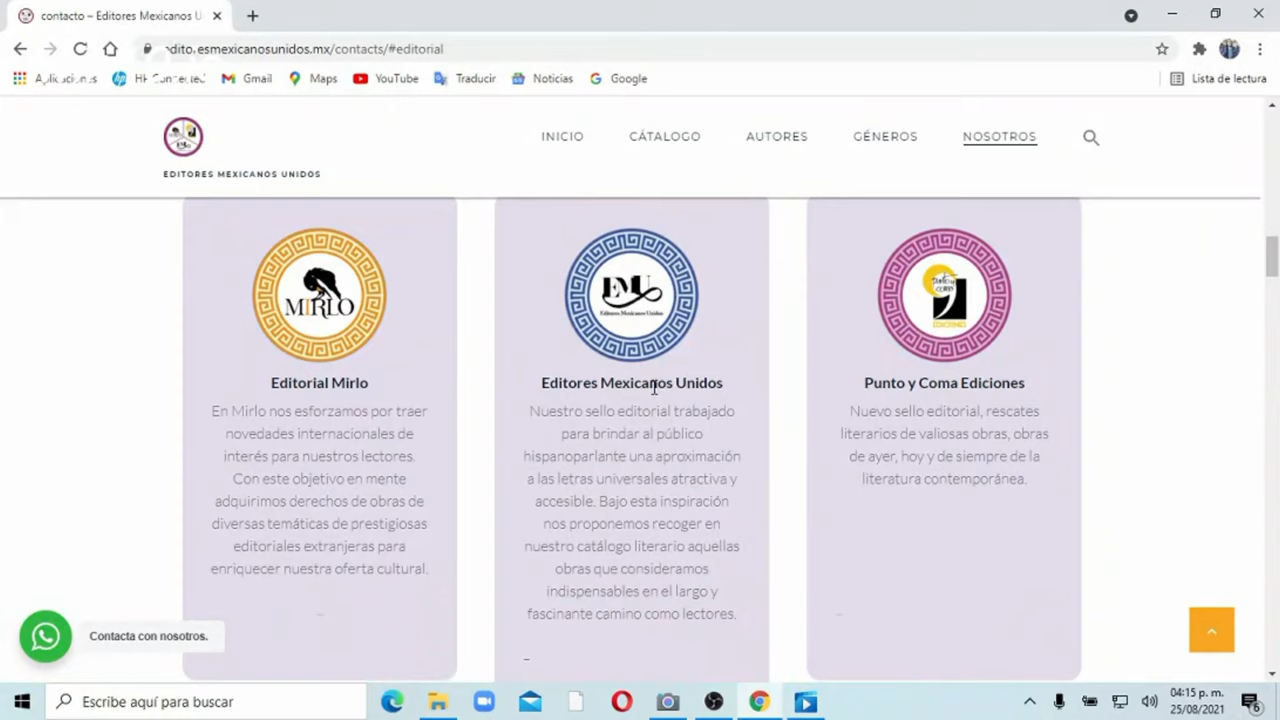 contacto – Editores Mexicanos U
esmexicanosunidos.mx/contacts/#editorial
Gmail
Maps
YouTube
Traducir
Noticias
Google
Lista de lectura
INICIO
CÁTALOGO
AUTORES
GÉNEROS
NOSOTROS
EDITORES MEXICANOS UNIDOS
MIRLO
Editorial Mirlo
En Mirlo nos esforzamos por traer
novedades internacionales de
interés para nuestros lectores.
Con este objetivo en mente
adquirimos derechos de obras de
diversas temáticas de prestigiosas
editoriales extranjeras para
enriquecer nuestra oferta cultural.
EMU
Editores Mexicanos Unidos
Editores Mexicanos Unidos
Nuestro sello editorial trabajado
para brindar al público
hispanoparlante una aproximación
a las letras universales atractiva y
accesible. Bajo esta inspiración
nos proponemos recoger en
nuestro catálogo literario aquellas
obras que consideramos
indispensables en el largo y
fascinante camino como lectores.
punto y
coma
EDICIONES
Punto y Coma Ediciones
Nuevo sello editorial, rescates
literarios de valiosas obras, obras
de ayer, hoy y de siempre de la
literatura contemporánea.
Contacta con nosotros.
Escribe aquí para buscar
04:15 p. m.
25/08/2021
6